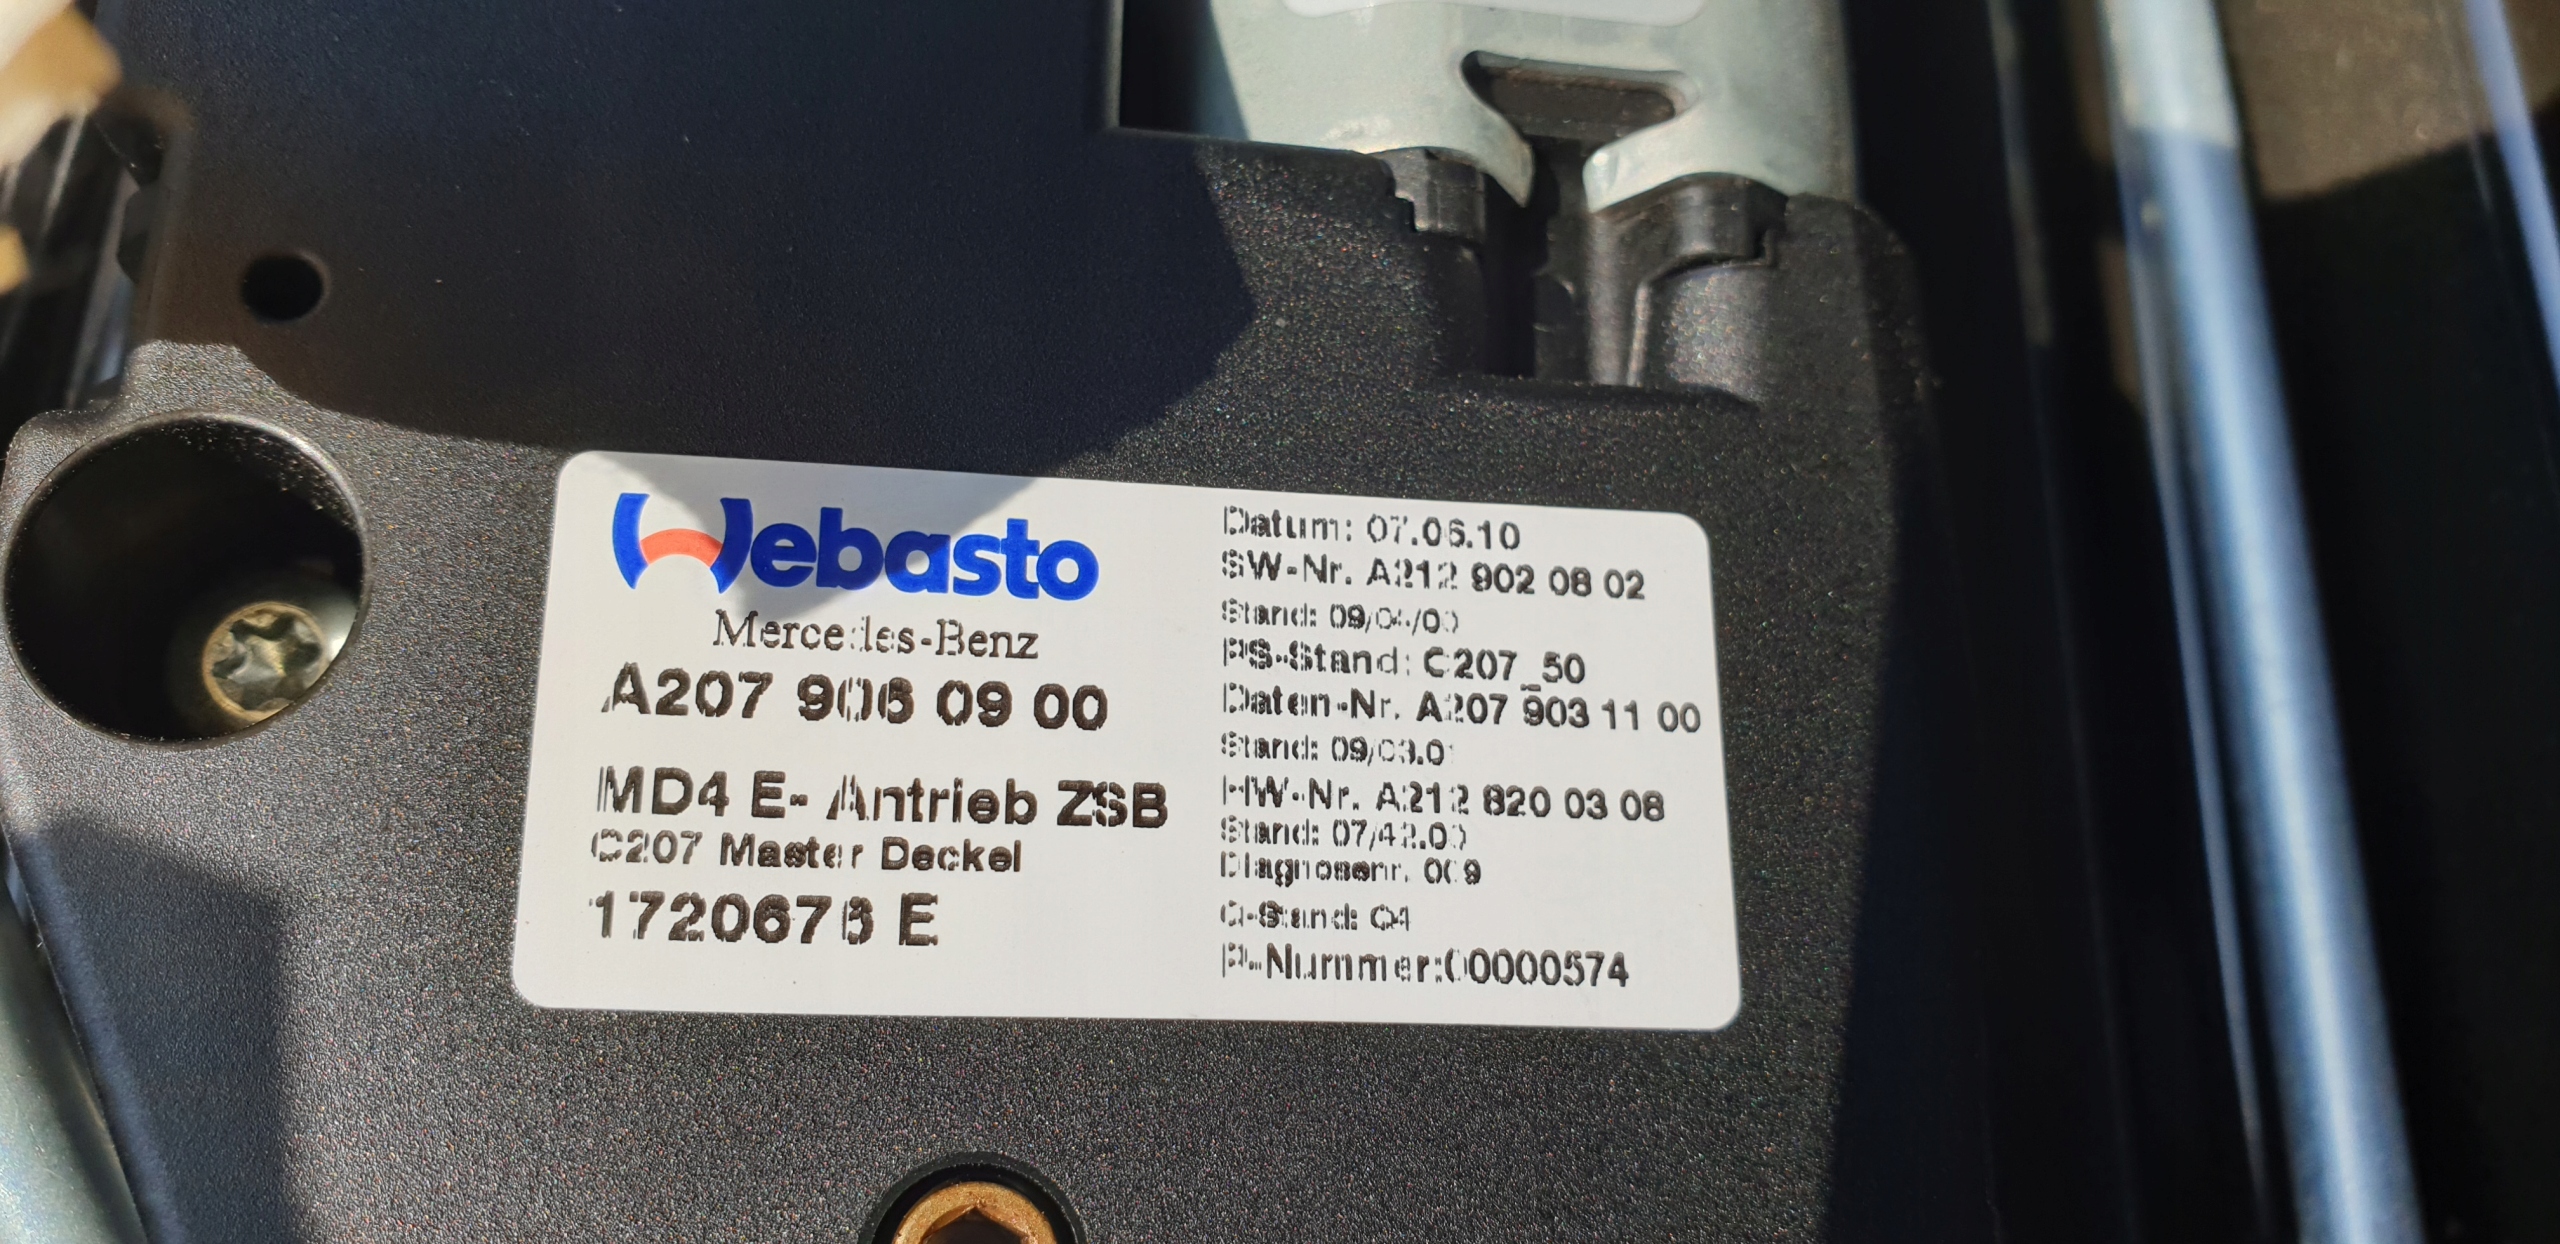 Webasto
Mercedes-Benz
A207 906 09 00
MD4 E- Antrieb ZSB
C207 Master Deckel
1720676 E
Datum: 07.06.10
SW-Nr. A212 902 08 02
Stand: 09/04/00
PS-Stand: C207_50
Daten-Nr. A207 903 11 00
Stand: 09/03.01
HW-Nr. A212 820 03 08
Stand: 07/42.00
Diagnosenr. 009
Q-Stand: Q4
P-Nummer:00000574